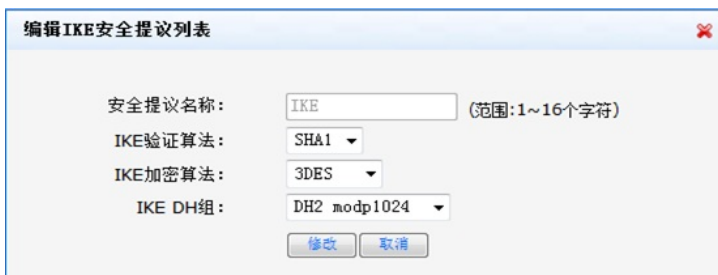 编辑IKE安全提议列表
安全提议名称： IKE (范围:1~16个字符)
IKE验证算法： SHA1
IKE加密算法： 3DES
IKE DH组： DH2 modp1024
修改 取消